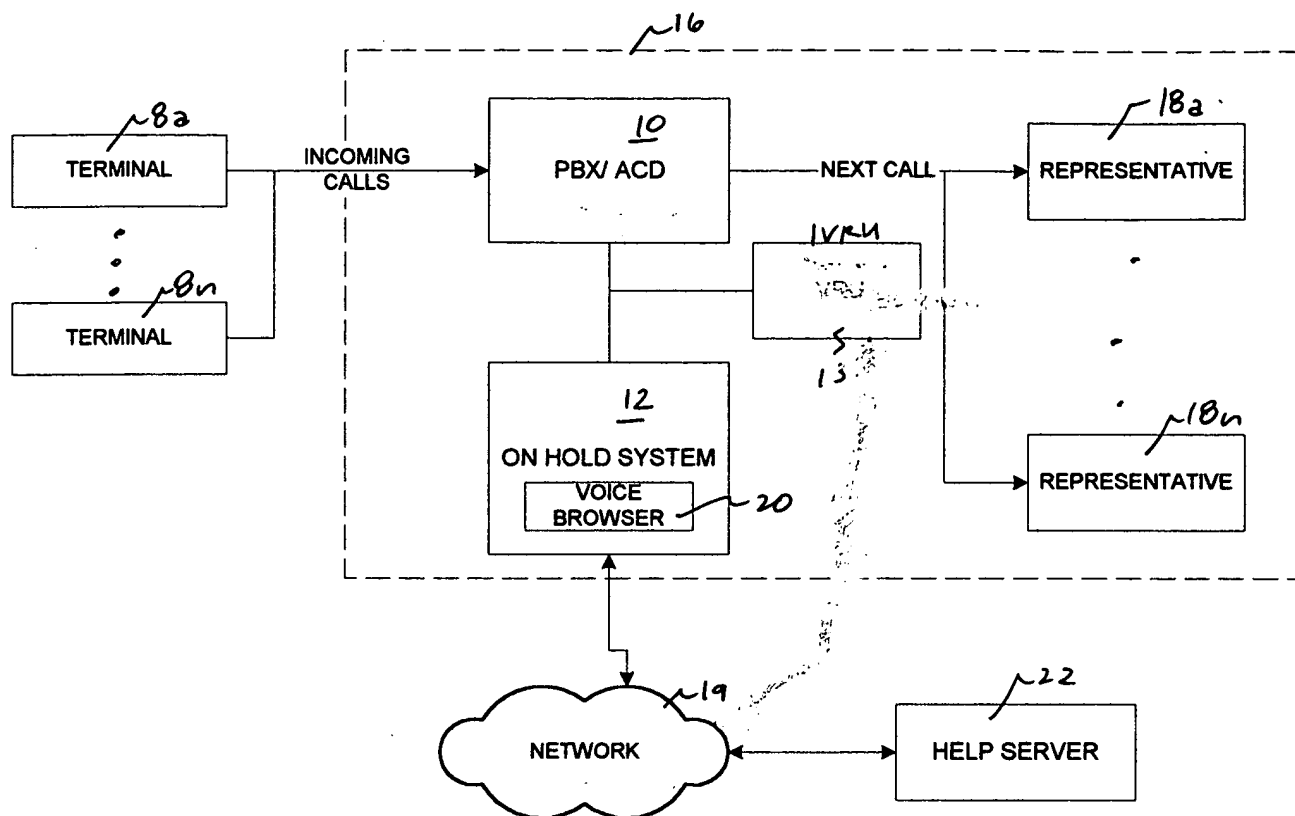 16
8a
TERMINAL
INCOMING
CALLS
10
PBX/ ACD
NEXT CALL
18a
REPRESENTATIVE
8n
TERMINAL
IVRU
13
12
ON HOLD SYSTEM
VOICE
BROWSER
20
18n
REPRESENTATIVE
19
NETWORK
22
HELP SERVER